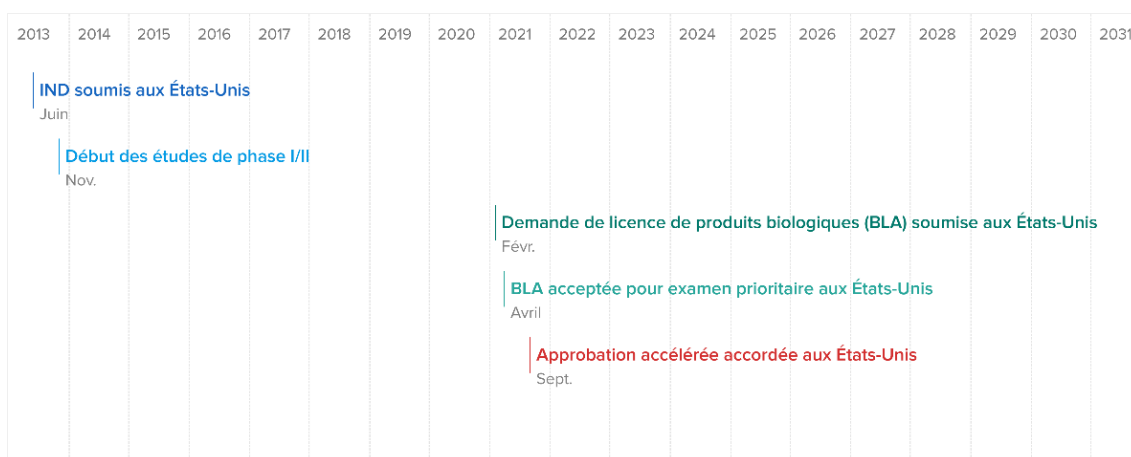 2013 2014 2015 2016 2017 2018 2019 2020 2021 2022 2023 2024 2025 2026 2027 2028 2029 2030 2031
IND soumis aux États-Unis
Juin
Début des études de phase I/II
Nov.
Demande de licence de produits biologiques (BLA) soumise aux États-Unis
Févr.
BLA acceptée pour examen prioritaire aux États-Unis
Avril
Approbation accélérée accordée aux États-Unis
Sept.